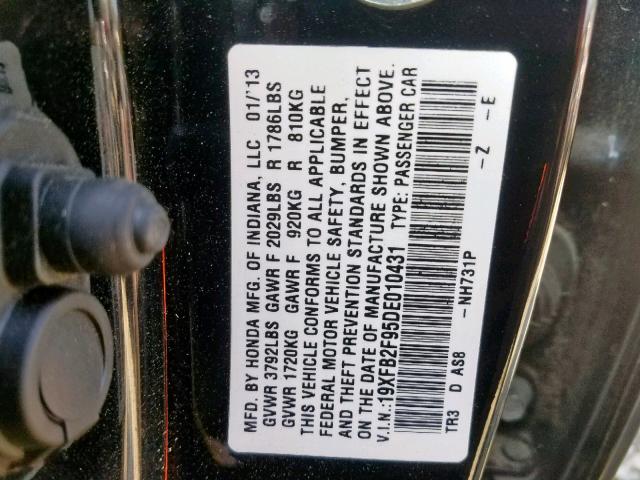 MFD. BY HONDA MFG. OF INDIANA, LLC 01/13
GVWR 3792LBS GAWR F 2029LBS R 1786LBS
GVWR 1720KG GAWR F 920KG R 810KG
THIS VEHICLE CONFORMS TO ALL APPLICABLE
FEDERAL MOTOR VEHICLE SAFETY, BUMPER,
AND THEFT PREVENTION STANDARDS IN EFFECT
ON THE DATE OF MANUFACTURE SHOWN ABOVE.
V.I.N.:19XFB2F95DE010431 TYPE: PASSENGER CAR
TR3 D AS8 -NH731P -Z -E